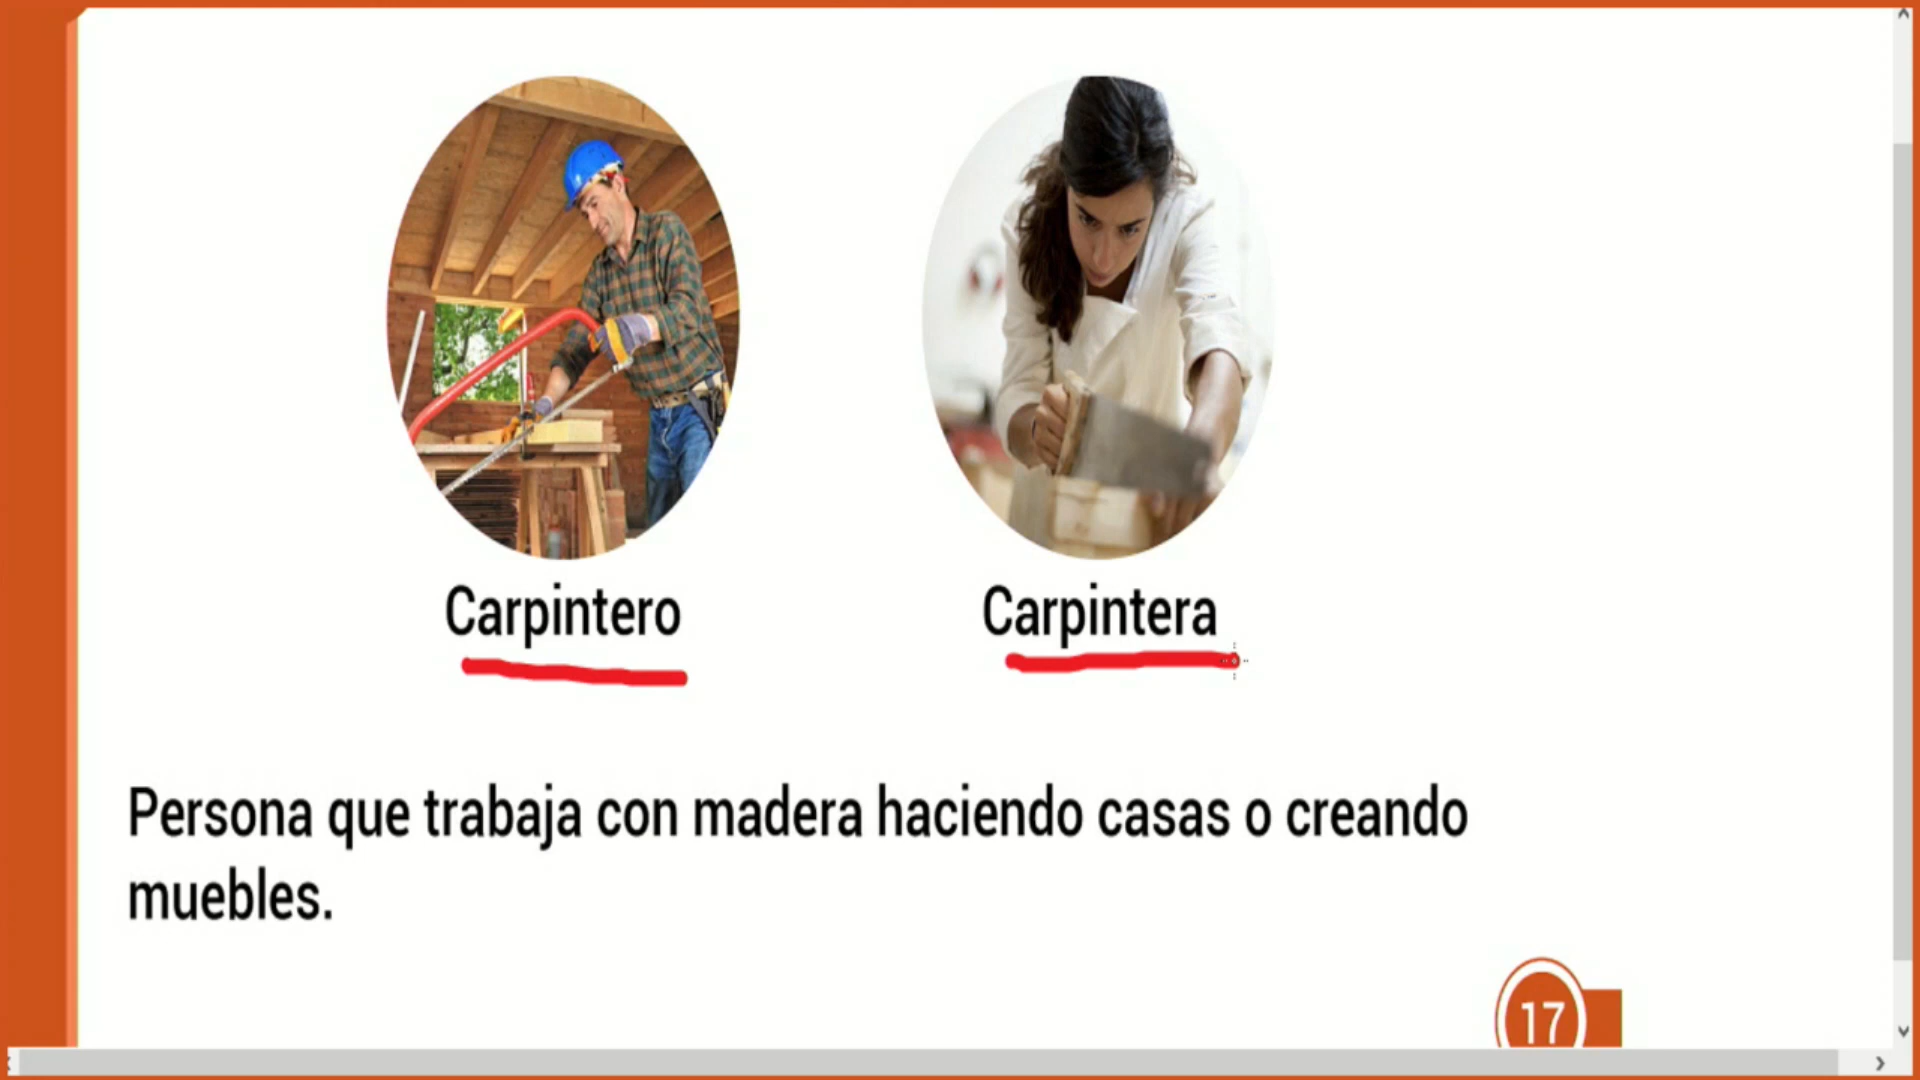 Carpintero
Carpintera
Persona que trabaja con madera haciendo casas o creando
muebles.
17